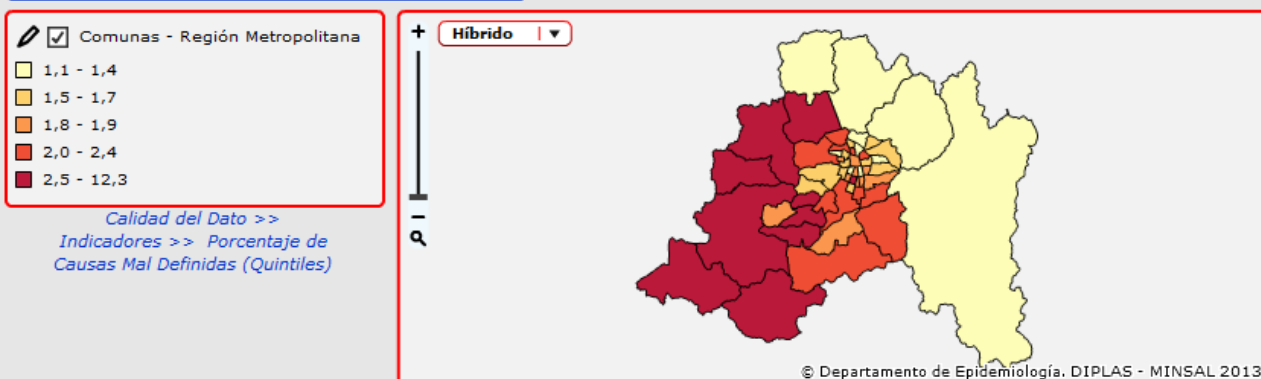 Comunas - Región Metropolitana
1,1 - 1,4
1,5 - 1,7
1,8 - 1,9
2,0 - 2,4
2,5 - 12,3
Calidad del Dato >>
Indicadores >> Porcentaje de
Causas Mal Definidas (Quintiles)
+
Híbrido
© Departamento de Epidemiología. DIPLAS - MINSAL 2013